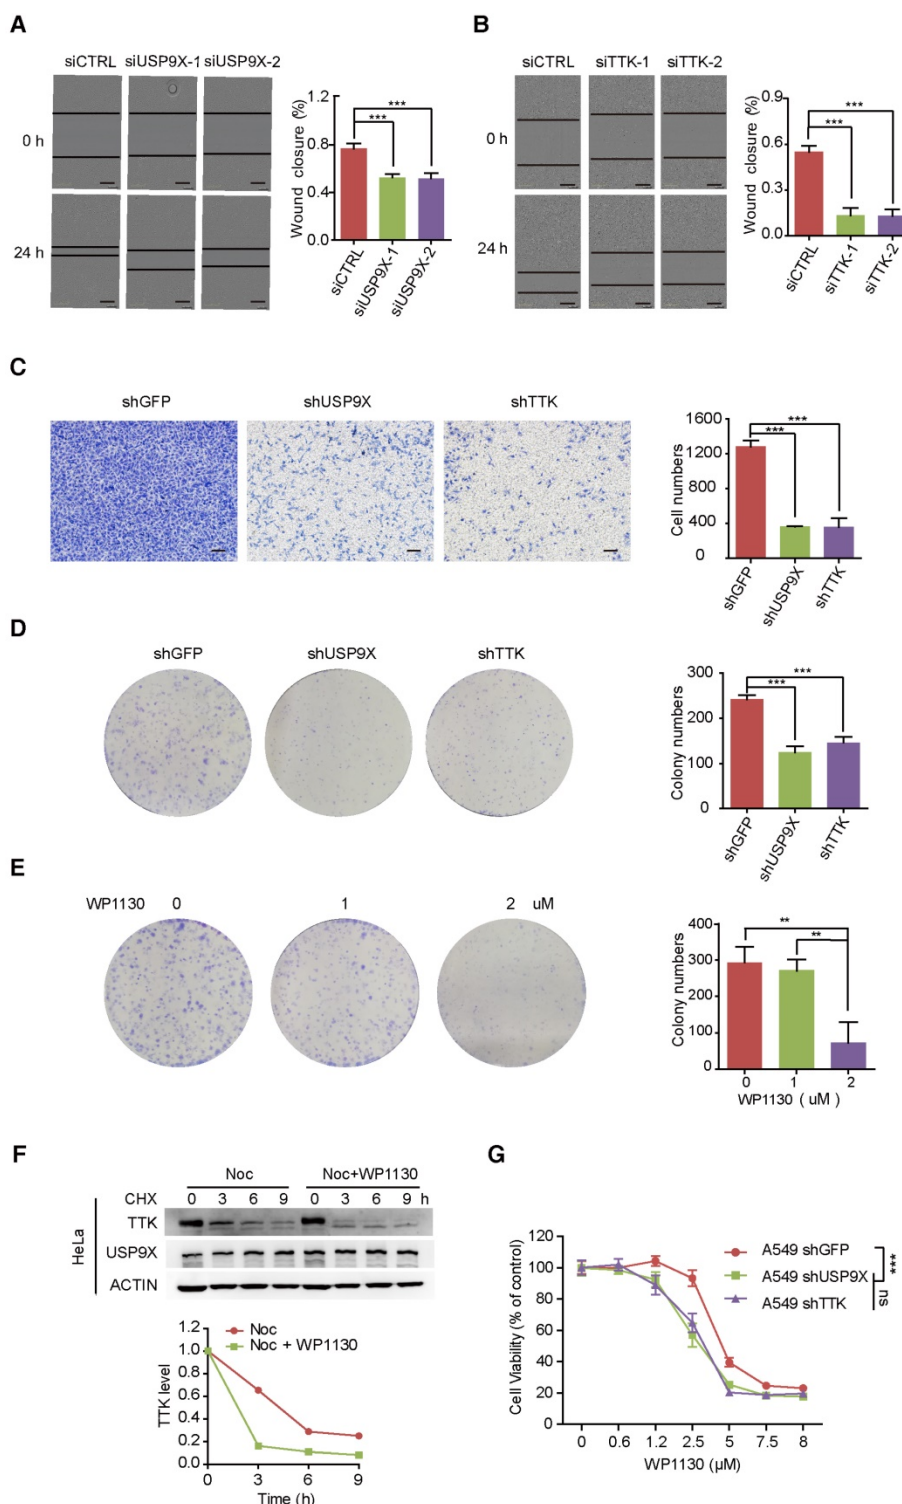 A
siCTRL siUSP9X-1 siUSP9X-2
0 h
24 h
Wound closure (%)
1.2
0.8
0.4
0.0
***
***
siCTRL
siUSP9X-1
siUSP9X-2
B
siCTRL siTTK-1 siTTK-2
0 h
24 h
Wound closure (%)
0.9
0.6
0.3
0.0
***
***
siCTRL
siTTK-1
siTTK-2
C
shGFP shUSP9X shTTK
Cell numbers
1600
1200
800
400
0
***
***
shGFP
shUSP9X
shTTK
D
shGFP shUSP9X shTTK
Colony numbers
300
200
100
0
***
***
shGFP
shUSP9X
shTTK
E
WP1130 0 1 2 uM
Colony numbers
400
300
200
100
0
**
**
0 1 2
WP1130 ( uM )
F
Noc Noc+WP1130
CHX 0 3 6 9 0 3 6 9 h
HeLa
TTK
USP9X
ACTIN
Noc
Noc + WP1130
TTK level
1.2
1.0
0.8
0.6
0.4
0.2
0
0 3 6 9
Time (h)
G
Cell Viability (% of control)
120
100
80
60
40
20
0
A549 shGFP
A549 shUSP9X
A549 shTTK
***
ns
0 0.6 1.2 2.5 5 7.5 8
WP1130 (µM)